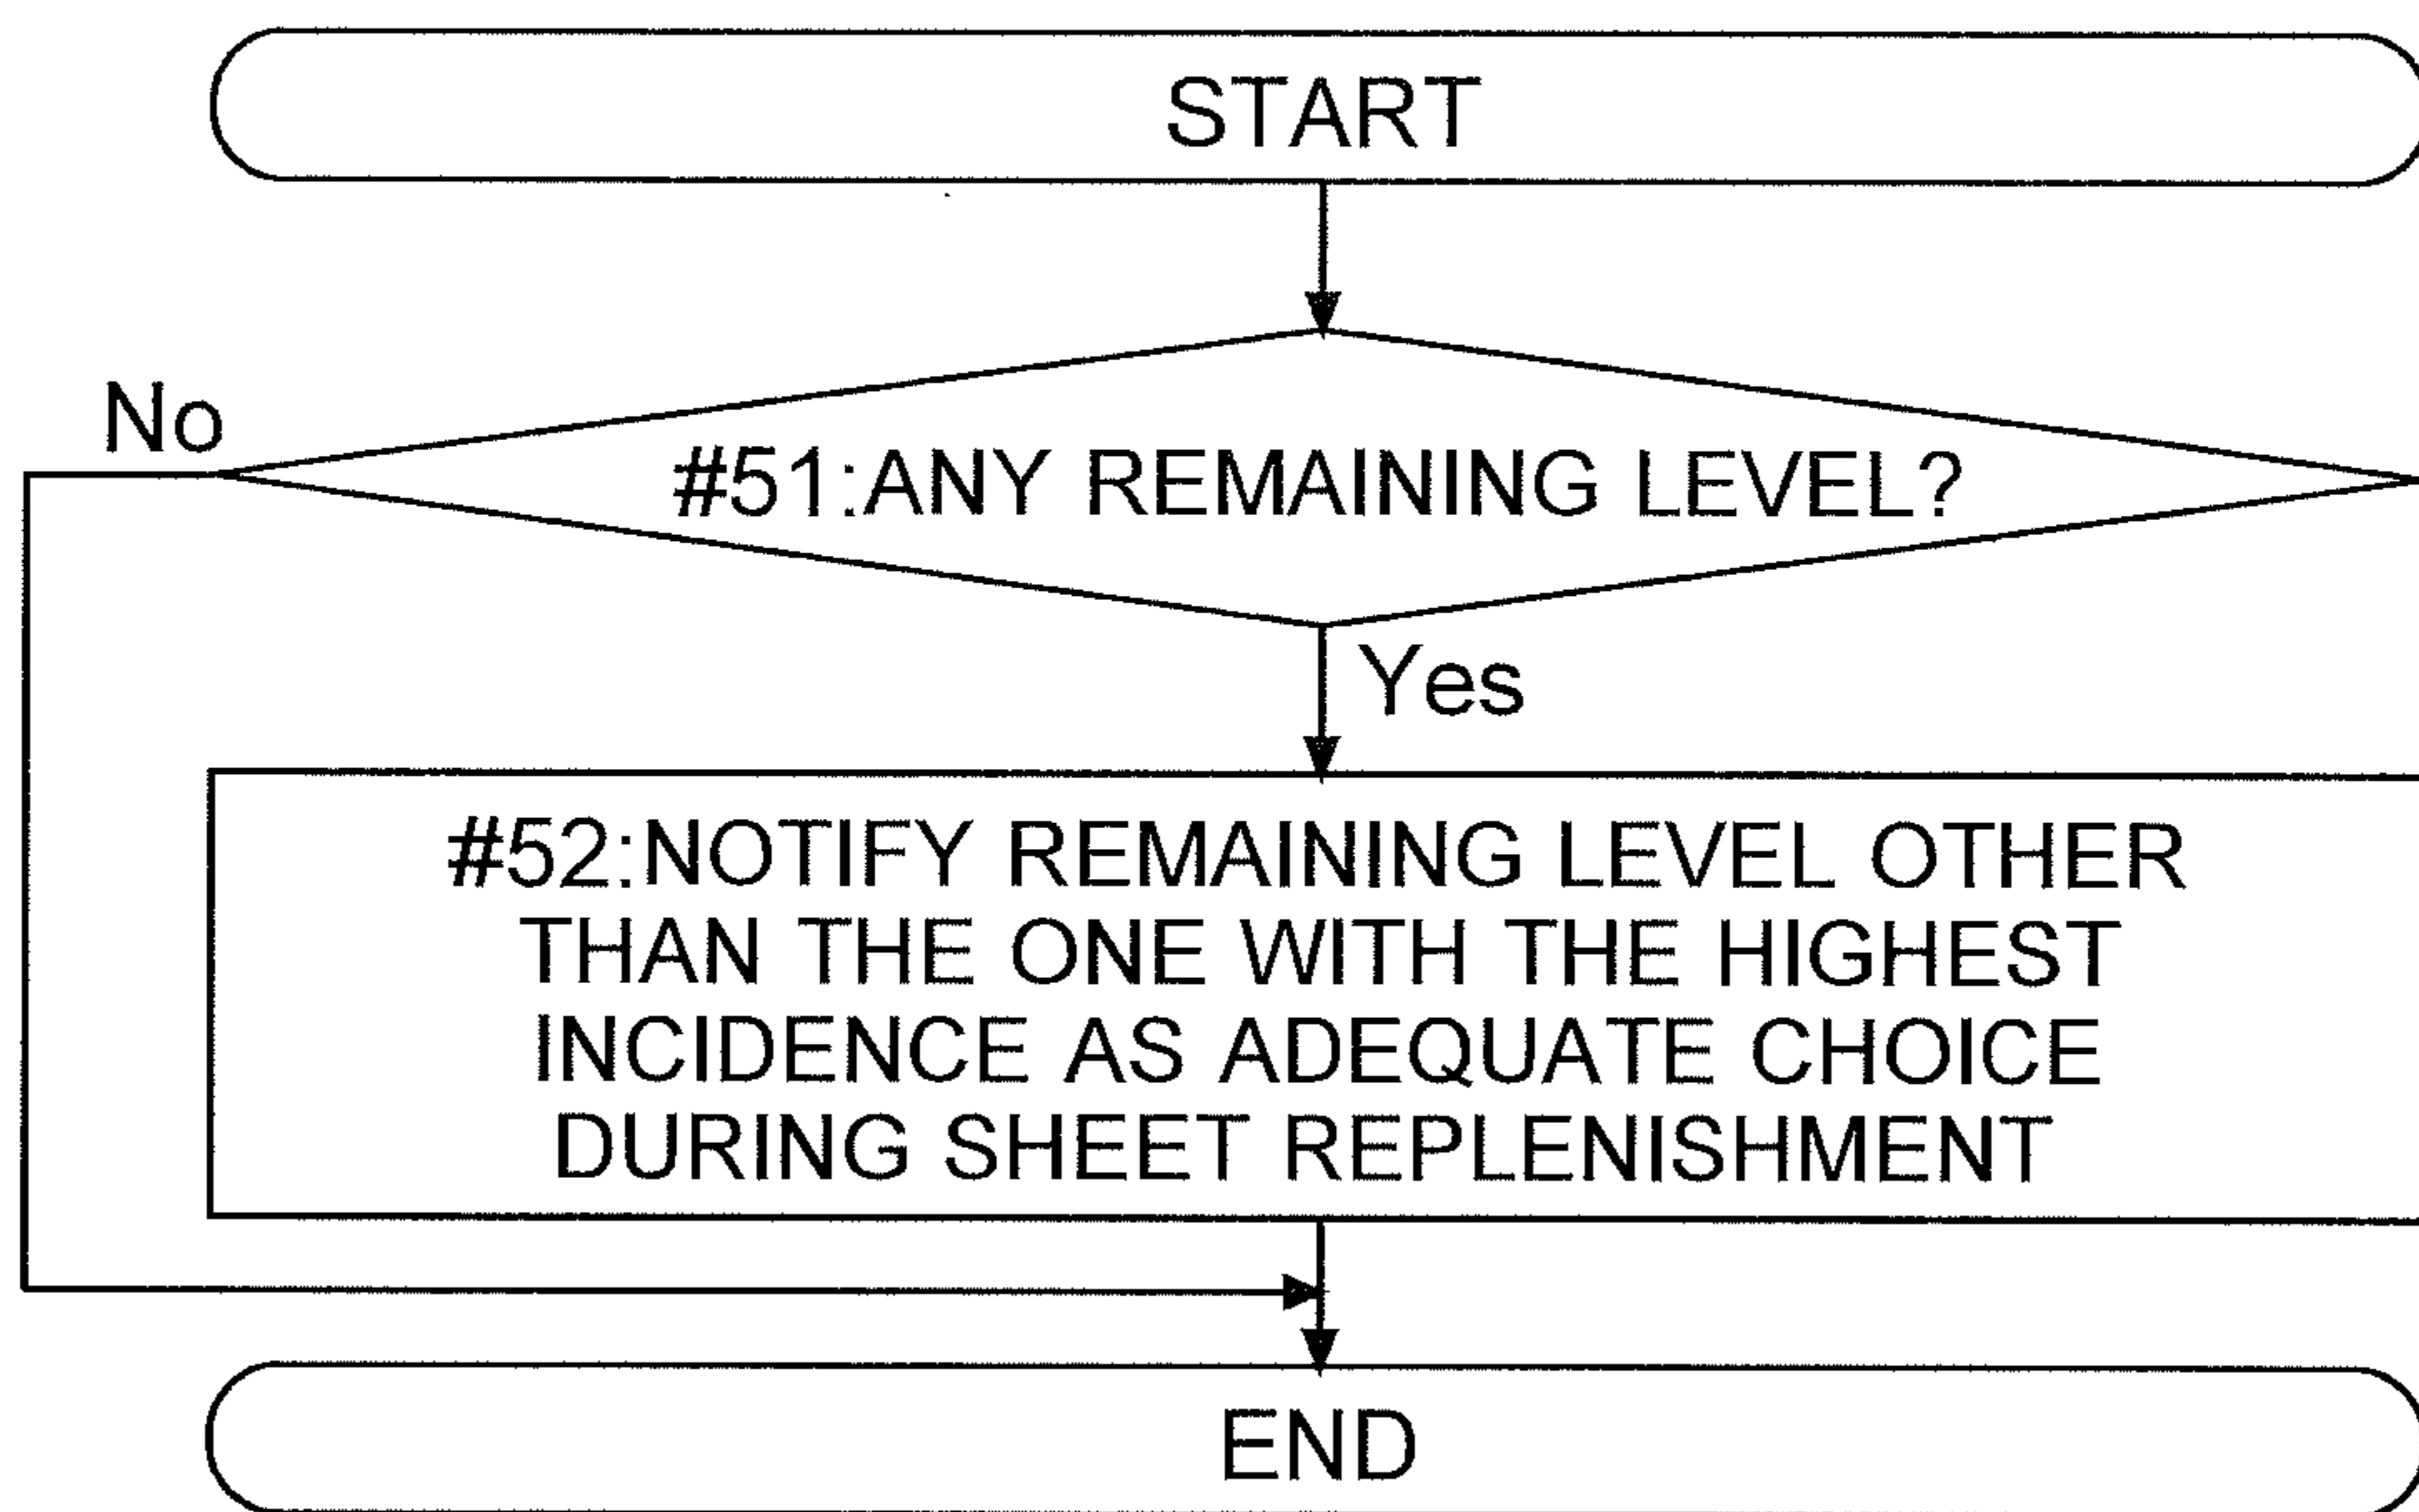 START
No
#51:ANY REMAINING LEVEL?
Yes
#52:NOTIFY REMAINING LEVEL OTHER
THAN THE ONE WITH THE HIGHEST
INCIDENCE AS ADEQUATE CHOICE
DURING SHEET REPLENISHMENT
END